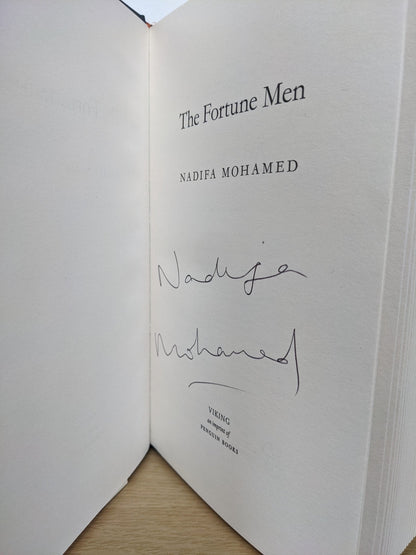 The Fortune Men
NADIFA MOHAMED
Nadifa
Mohamed
VIKING
an imprint of
PENGUIN BOOKS